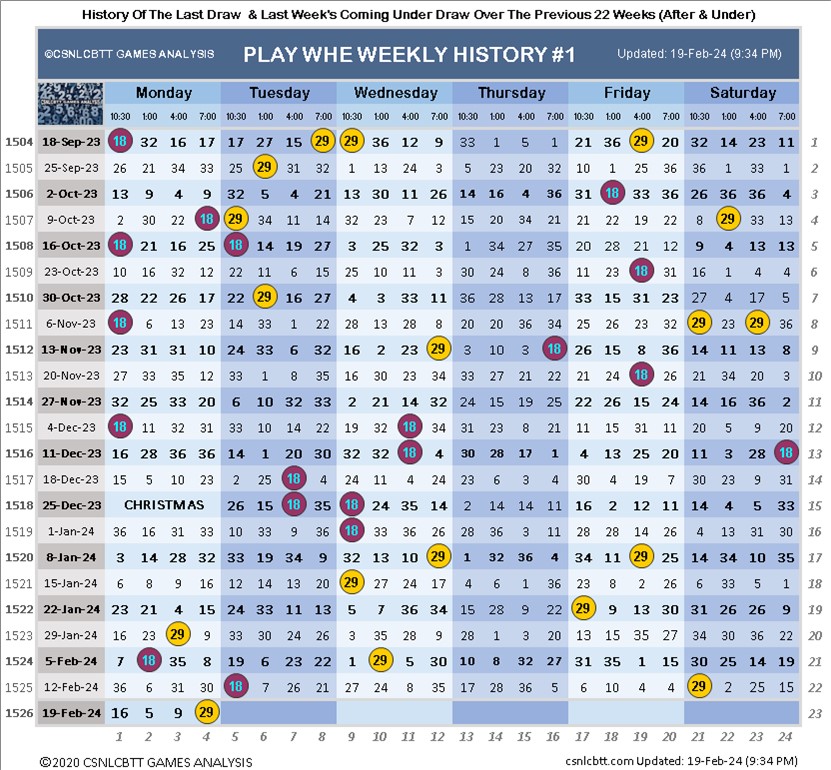 History Of The Last Draw & Last Week's Coming Under Draw Over The Previous 22 Weeks (After & Under)
©CSNLCBTT GAMES ANALYSIS PLAY WHE WEEKLY HISTORY #1 Updated: 19-Feb-24 (9:34 PM)
Monday Tuesday Wednesday Thursday Friday Saturday
10:30 1:00 4:00 7:00 10:30 1:00 4:00 7:00 10:30 1:00 4:00 7:00 10:30 1:00 4:00 7:00 10:30 1:00 4:00 7:00 10:30 1:00 4:00 7:00
1504 18-Sep-23 18 32 16 17 17 27 15 29 29 36 12 9 33 1 5 1 21 36 29 20 32 14 23 11 1
1505 25-Sep-23 26 21 34 33 25 29 31 32 1 13 24 3 5 23 20 32 10 1 25 36 36 1 33 1 2
1506 2-Oct-23 13 9 4 9 32 5 4 21 13 30 11 26 14 16 4 36 31 18 33 36 26 36 36 4 3
1507 9-Oct-23 2 30 22 18 29 34 11 14 32 23 7 12 15 20 34 21 21 22 19 22 8 29 33 13 4
1508 16-Oct-23 18 21 16 25 18 14 19 27 3 25 32 3 1 34 27 35 20 28 21 12 9 4 13 13 5
1509 23-Oct-23 10 16 32 12 22 11 6 15 25 10 11 3 30 24 8 36 11 23 18 31 16 1 4 4 6
1510 30-Oct-23 28 22 26 17 22 29 16 27 4 3 33 11 36 28 13 17 33 15 31 23 27 4 17 5 7
1511 6-Nov-23 18 6 13 23 14 33 1 22 28 13 28 8 20 20 36 34 25 26 23 32 29 23 29 36 8
1512 13-Nov-23 23 31 31 10 24 33 6 32 16 2 23 29 3 10 3 18 26 15 8 36 14 11 13 8 9
1513 20-Nov-23 27 33 35 12 33 1 35 16 30 23 34 33 27 21 22 21 24 18 26 21 34 20 3 10
1514 27-Nov-23 32 25 33 20 6 10 32 33 2 21 14 32 24 15 19 25 22 26 15 24 14 16 36 2 11
1515 4-Dec-23 18 11 32 31 33 10 14 22 19 32 18 34 31 23 8 21 11 15 31 11 20 5 9 20 12
1516 11-Dec-23 16 28 36 36 14 1 20 30 32 32 18 4 30 28 17 1 4 13 25 20 11 3 28 18 13
1517 18-Dec-23 15 5 10 23 2 25 18 4 24 11 4 24 23 6 3 4 30 4 19 7 30 23 9 31 14
1518 25-Dec-23 CHRISTMAS 26 15 18 35 18 24 35 14 2 14 14 11 16 2 12 11 14 4 5 33 15
1519 1-Jan-24 36 16 31 33 10 33 36 18 33 26 36 28 36 3 11 28 28 14 26 4 13 31 30 16
1520 8-Jan-24 3 14 28 32 33 19 34 9 32 13 10 29 1 32 36 4 34 11 29 25 14 34 10 35 17
1521 15-Jan-24 6 8 9 16 12 14 13 20 29 27 24 17 4 6 1 36 23 8 2 26 6 33 5 1 18
1522 22-Jan-24 23 21 4 15 24 33 11 13 5 7 36 34 15 28 9 22 29 9 13 30 31 26 26 9 19
1523 29-Jan-24 16 23 29 9 33 30 24 26 3 35 28 9 28 1 3 20 13 15 35 27 34 30 36 22 20
1524 5-Feb-24 7 18 35 8 19 6 23 22 1 29 5 30 10 8 32 27 31 35 1 15 30 25 14 19 21
1525 12-Feb-24 36 6 31 30 18 7 26 21 27 24 8 35 17 28 36 5 6 10 4 4 29 2 25 15 22
1526 19-Feb-24 16 5 9 29 23
1 2 3 4 5 6 7 8 9 10 11 12 13 14 15 16 17 18 19 20 21 22 23 24
©2020 CSNLCBTT GAMES ANALYSIS csnlcbtt.com Updated: 19-Feb-24 (9:34 PM)